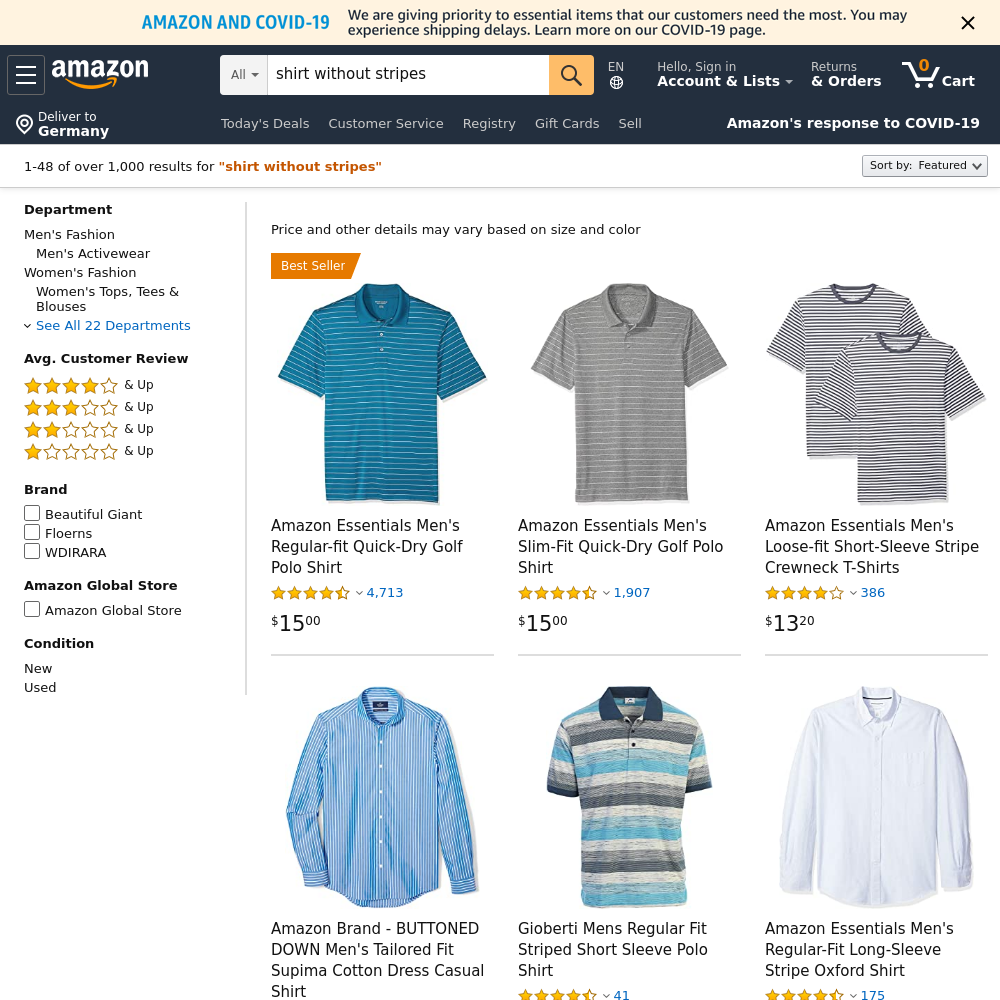 AMAZON AND COVID-19
We are giving priority to essential items that our customers need the most. You may
experience shipping delays. Learn more on our COVID-19 page.
amazon
All
shirt without stripes
EN
Hello, Sign in
Account & Lists
Returns
& Orders
0
Cart
Deliver to
Germany
Today's Deals
Customer Service
Registry
Gift Cards
Sell
Amazon's response to COVID-19
1-48 of over 1,000 results for "shirt without stripes"
Sort by: Featured
Department
Men's Fashion
Men's Activewear
Women's Fashion
Women's Tops, Tees &
Blouses
See All 22 Departments
Avg. Customer Review
& Up
& Up
& Up
& Up
Brand
Beautiful Giant
Floerns
WDIRARA
Amazon Global Store
Amazon Global Store
Condition
New
Used
Price and other details may vary based on size and color
Best Seller
Amazon Essentials Men's
Regular-fit Quick-Dry Golf
Polo Shirt
4,713
$1500
Amazon Essentials Men's
Slim-Fit Quick-Dry Golf Polo
Shirt
1,907
$1500
Amazon Essentials Men's
Loose-fit Short-Sleeve Stripe
Crewneck T-Shirts
386
$1320
Amazon Brand - BUTTONED
DOWN Men's Tailored Fit
Supima Cotton Dress Casual
Shirt
Gioberti Mens Regular Fit
Striped Short Sleeve Polo
Shirt
41
Amazon Essentials Men's
Regular-Fit Long-Sleeve
Stripe Oxford Shirt
175